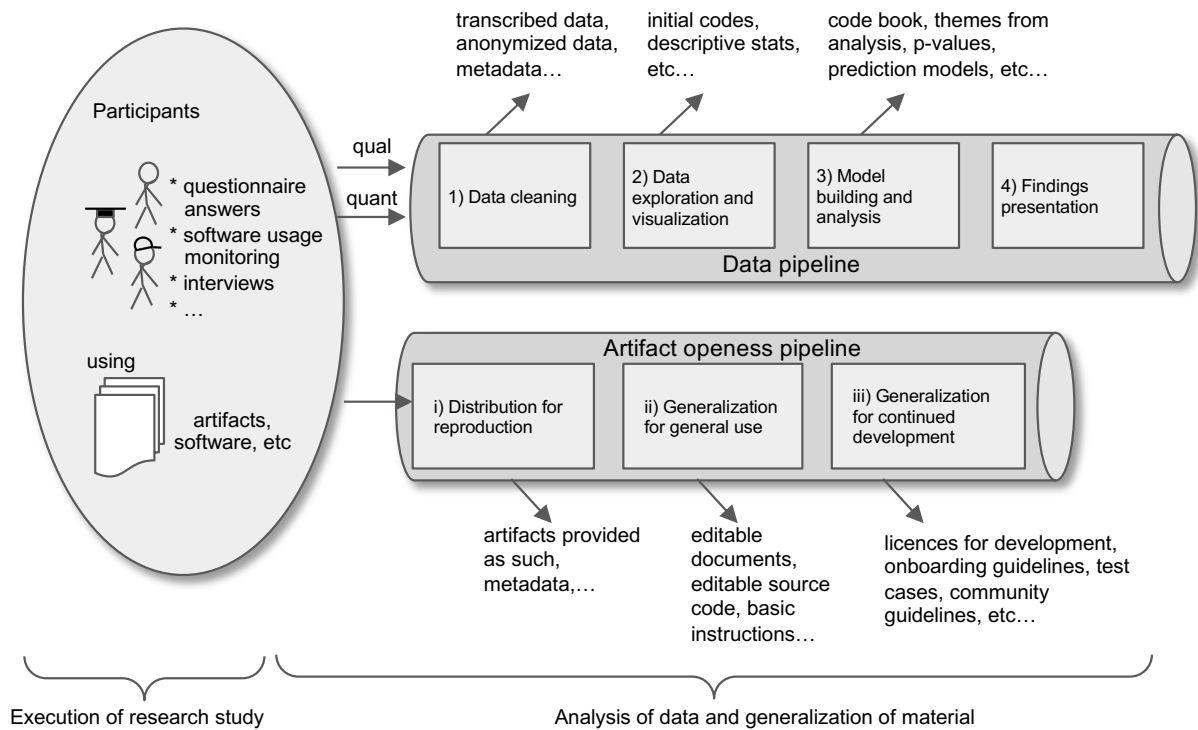 transcribed data,
anonymized data,
metadata…
initial codes,
descriptive stats,
etc…
code book, themes from
analysis, p-values,
prediction models, etc…
Participants
* questionnaire
answers
* software usage
monitoring
* interviews
* …
using
artifacts,
software, etc
qual
quant
1) Data cleaning
2) Data
exploration and
visualization
3) Model
building and
analysis
4) Findings
presentation
Data pipeline
Artifact openess pipeline
i) Distribution for
reproduction
ii) Generalization
for general use
iii) Generalization
for continued
development
artifacts provided
as such,
metadata,…
editable
documents,
editable source
code, basic
instructions…
licences for development,
onboarding guidelines, test
cases, community
guidelines, etc…
Execution of research study
Analysis of data and generalization of material